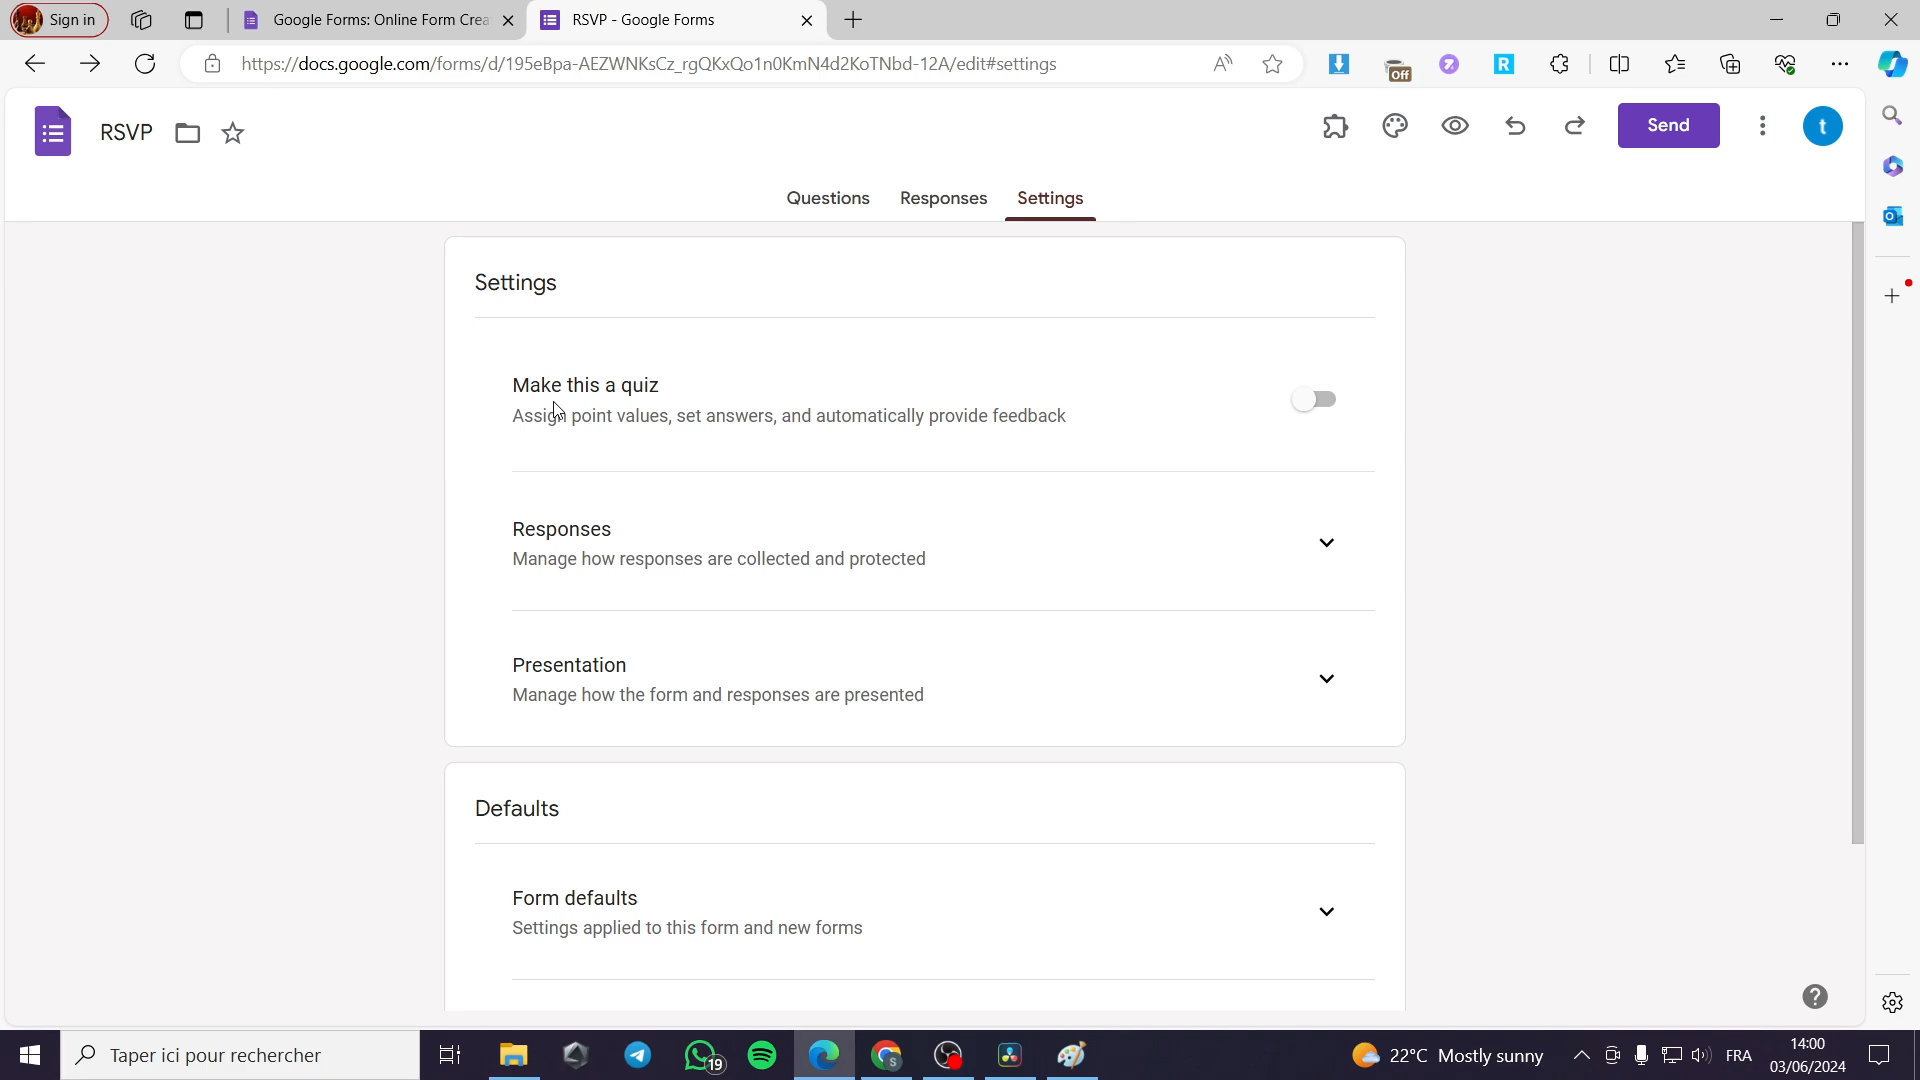 Sign in
Google Forms: Online Form Crea
RSVP - Google Forms
https://docs.google.com/forms/d/195eBpa-AEZWNKsCz_rgQKxQo1n0KmN4d2KoTNbd-12A/edit#settings
Off
R
RSVP
Send
t
Questions
Responses
Settings
Settings
Make this a quiz
Assign point values, set answers, and automatically provide feedback
Responses
Manage how responses are collected and protected
Presentation
Manage how the form and responses are presented
Defaults
Form defaults
Settings applied to this form and new forms
Taper ici pour rechercher
19
S
22°C Mostly sunny
FRA
14:00
03/06/2024